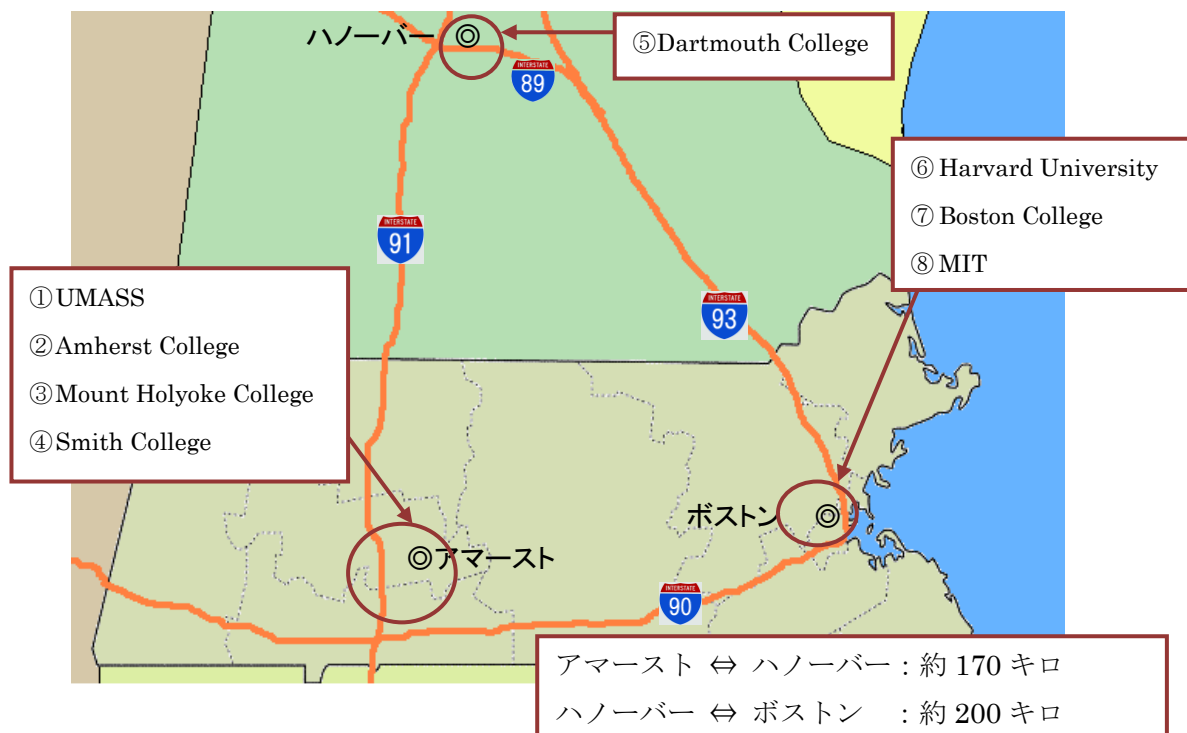 ハノーバー
⑤Dartmouth College
INTERSTATE
89
⑥Harvard University
⑦Boston College
⑧MIT
INTERSTATE
91
①UMASS
②Amherst College
③Mount Holyoke College
④Smith College
INTERSTATE
93
ボストン
アマースト
INTERSTATE
90
アマースト ⇔ ハノーバー：約 170 キロ
ハノーバー ⇔ ボストン ：約 200 キロ